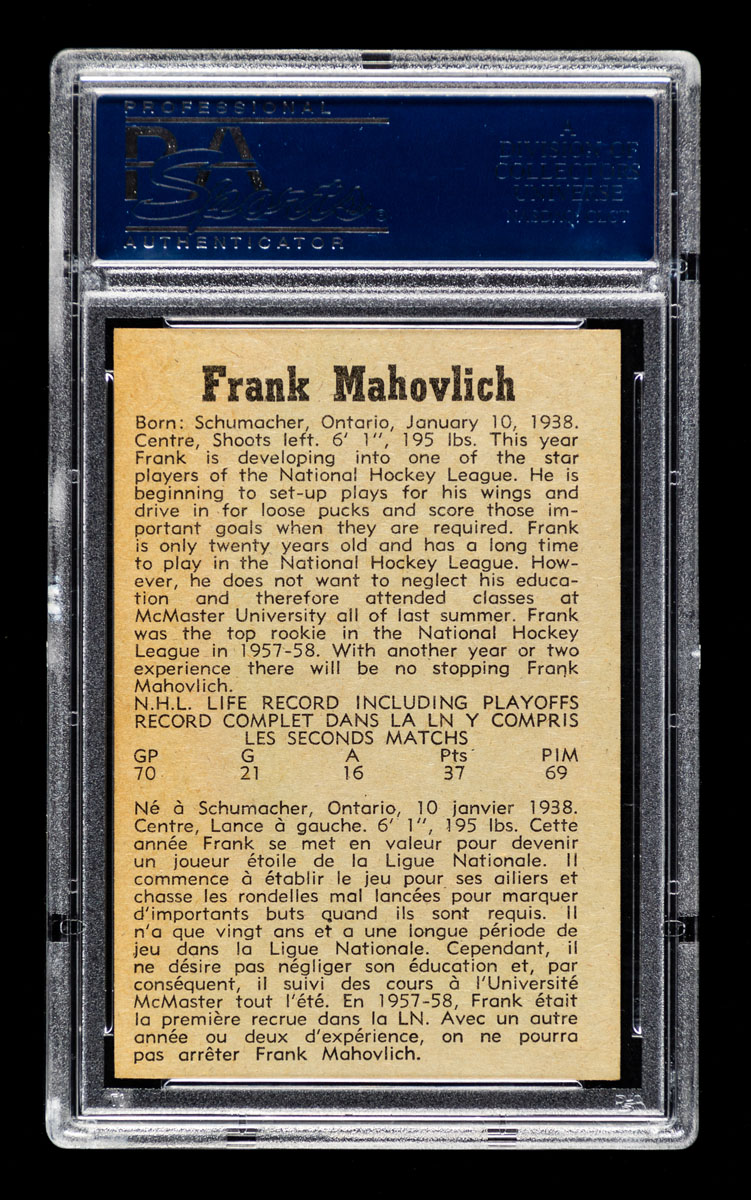 PROFESSIONAL
PSA
Sports®
AUTHENTICATOR
A
DIVISION OF
COLLECTORS
UNIVERSE
NASDAQ: CLCT
Frank Mahovlich
Born: Schumacher, Ontario, January 10, 1938.
Centre, Shoots left. 6' 1", 195 lbs. This year
Frank is developing into one of the star
players of the National Hockey League. He is
beginning to set-up plays for his wings and
drive in for loose pucks and score those im-
portant goals when they are required. Frank
is only twenty years old and has a long time
to play in the National Hockey League. How-
ever, he does not want to neglect his educa-
tion and therefore attended classes at
McMaster University all of last summer. Frank
was the top rookie in the National Hockey
League in 1957-58. With another year or two
experience there will be no stopping Frank
Mahovlich.
N.H.L. LIFE RECORD INCLUDING PLAYOFFS
RECORD COMPLET DANS LA LN Y COMPRIS
LES SECONDS MATCHS
GP G A Pts PIM
70 21 16 37 69
Né à Schumacher, Ontario, 10 janvier 1938.
Centre, Lance à gauche. 6' 1", 195 lbs. Cette
année Frank se met en valeur pour devenir
un joueur étoile de la Ligue Nationale. Il
commence à établir le jeu pour ses ailiers et
chasse les rondelles mal lancées pour marquer
d'importants buts quand ils sont requis. Il
n'a que vingt ans et a une longue période de
jeu dans la Ligue Nationale. Cependant, il
ne désire pas négliger son éducation et, par
conséquent, il suivi des cours à l'Université
McMaster tout l'été. En 1957-58, Frank était
la première recrue dans la LN. Avec un autre
année ou deux d'expérience, on ne pourra
pas arrêter Frank Mahovlich.
PSA